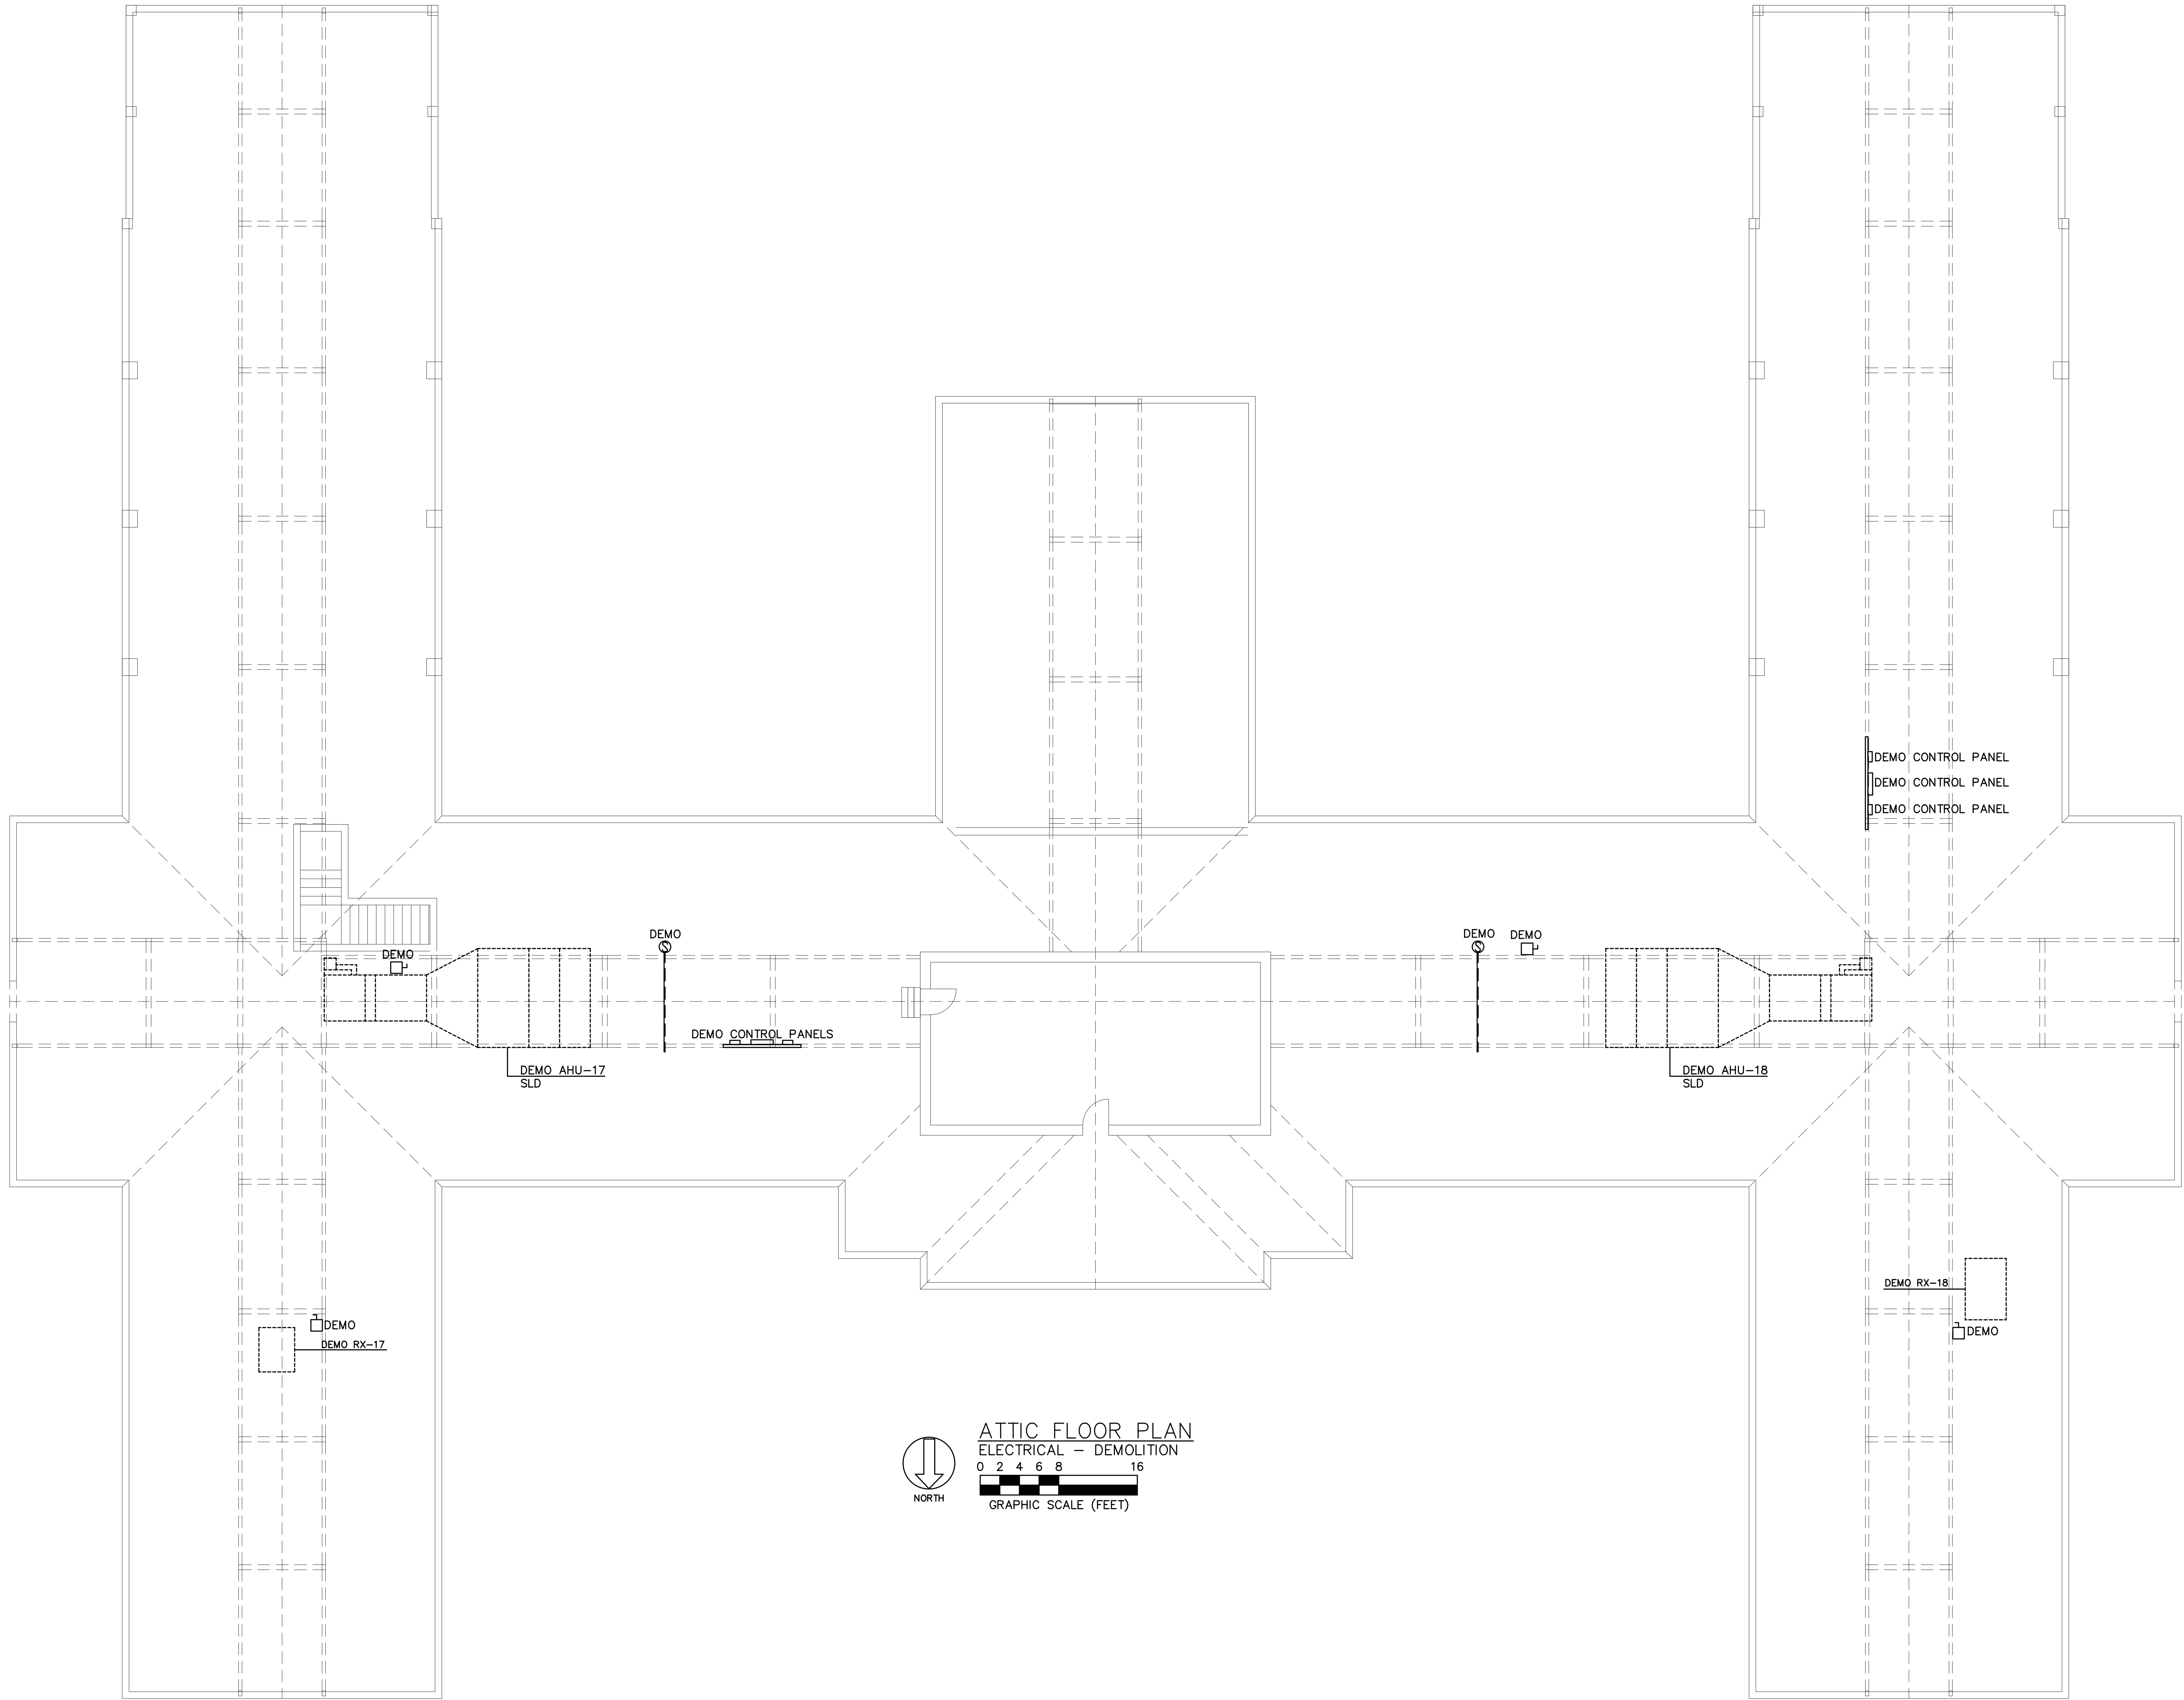 DEMO CONTROL PANEL
DEMO CONTROL PANEL
DEMO CONTROL PANEL
DEMO
DEMO
DEMO
DEMO
DEMO CONTROL PANELS
DEMO AHU-17
SLD
DEMO AHU-18
SLD
DEMO RX-18
DEMO
DEMO RX-17
DEMO
ATTIC FLOOR PLAN
ELECTRICAL - DEMOLITION
0 2 4 6 8 16
GRAPHIC SCALE (FEET)
NORTH
S
S